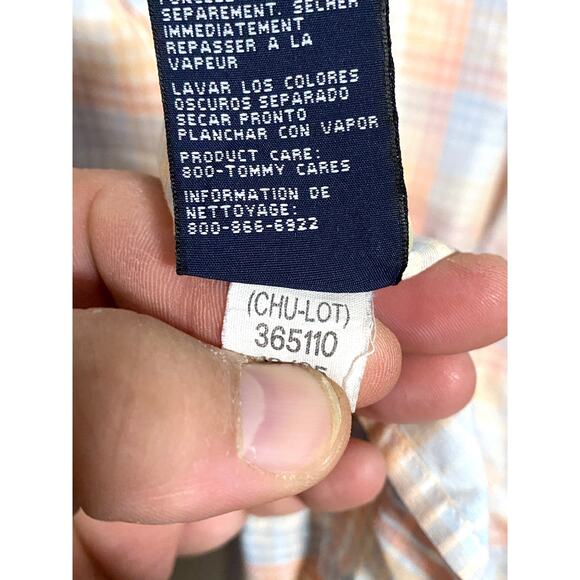 SEPAREMENT. SECHER
IMMEDIATEMENT
REPASSER A LA
VAPEUR
LAVAR LOS COLORES
OSCUROS SEPARADO
SECAR PRONTO
PLANCHAR CON VAPOR
PRODUCT CARE:
800-TOMMY CARES
INFORMATION DE
NETTOYAGE:
800-866-6922
(CHU-LOT)
365110